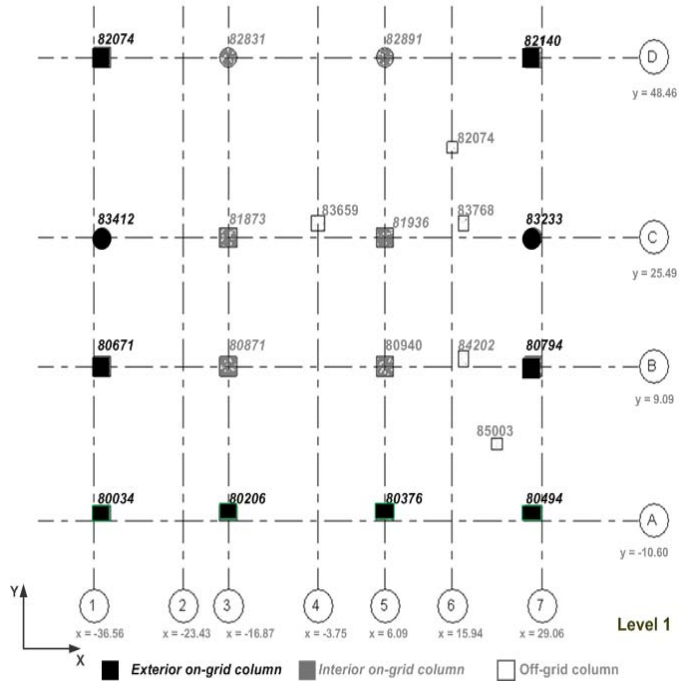 82074 82831 82891 82140
D
y = 48.46
82074
83412 81873 83659 81936 83768 83233
C
y = 25.49
80671 80871 80940 84202 80794
B
y = 9.09
85003
80034 80206 80376 80494
A
y = -10.60
Y
1 2 3 4 5 6 7
x = -36.56 x = -23.43 x = -16.87 x = -3.75 x = 6.09 x = 15.94 x = 29.06
Level 1
X
Exterior on-grid column Interior on-grid column Off-grid column